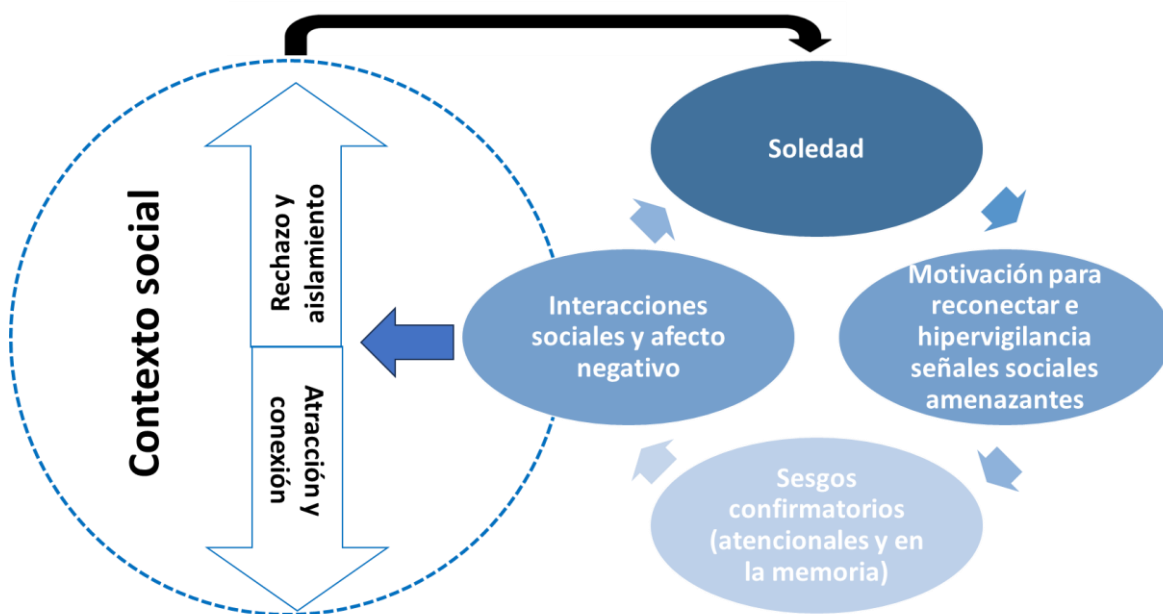 Contexto social
Rechazo y
aislamiento
Atracción y
conexión
Soledad
Motivación para
reconectar e
hipervigilancia
señales sociales
amenazantes
Sesgos
confirmatorios
(atencionales y en
la memoria)
Interacciones
sociales y afecto
negativo